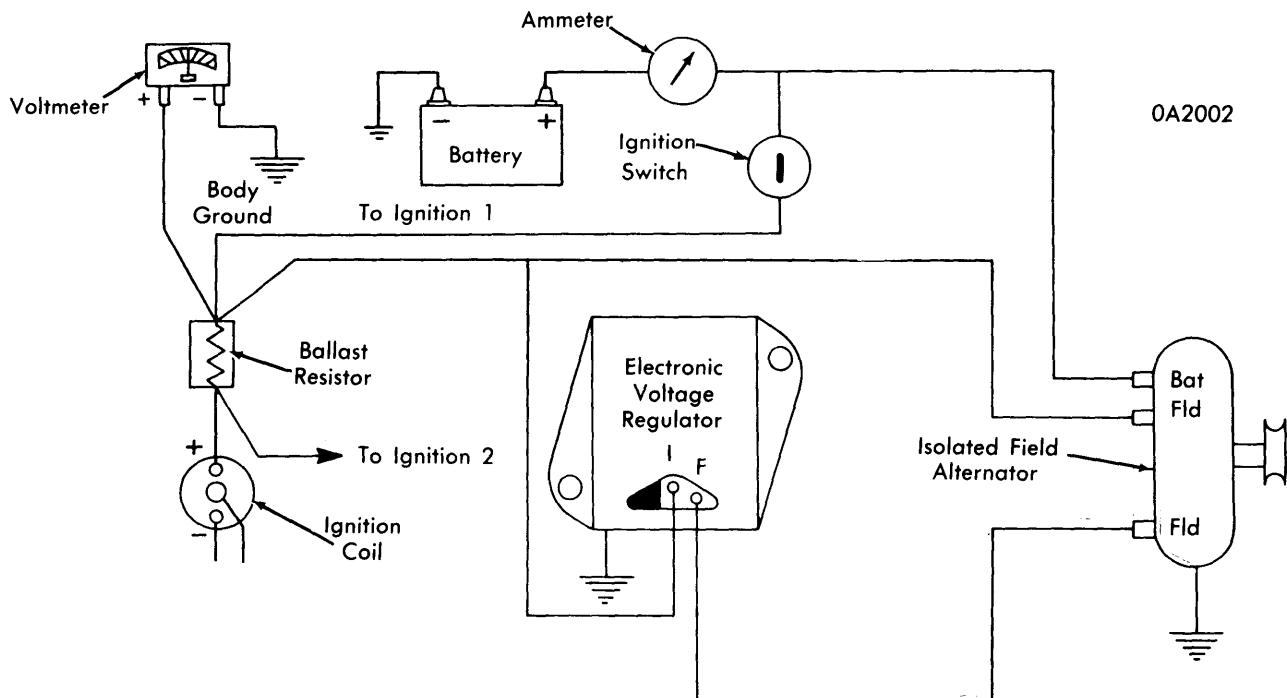 Ammeter
Voltmeter
+
-
-
+
Battery
0A2002
Ignition
Switch
Body
Ground
To Ignition 1
Ballast
Resistor
Electronic
Voltage
Regulator
I
F
Bat
Fld
Isolated Field
Alternator
Fld
+
To Ignition 2
Ignition
Coil
-